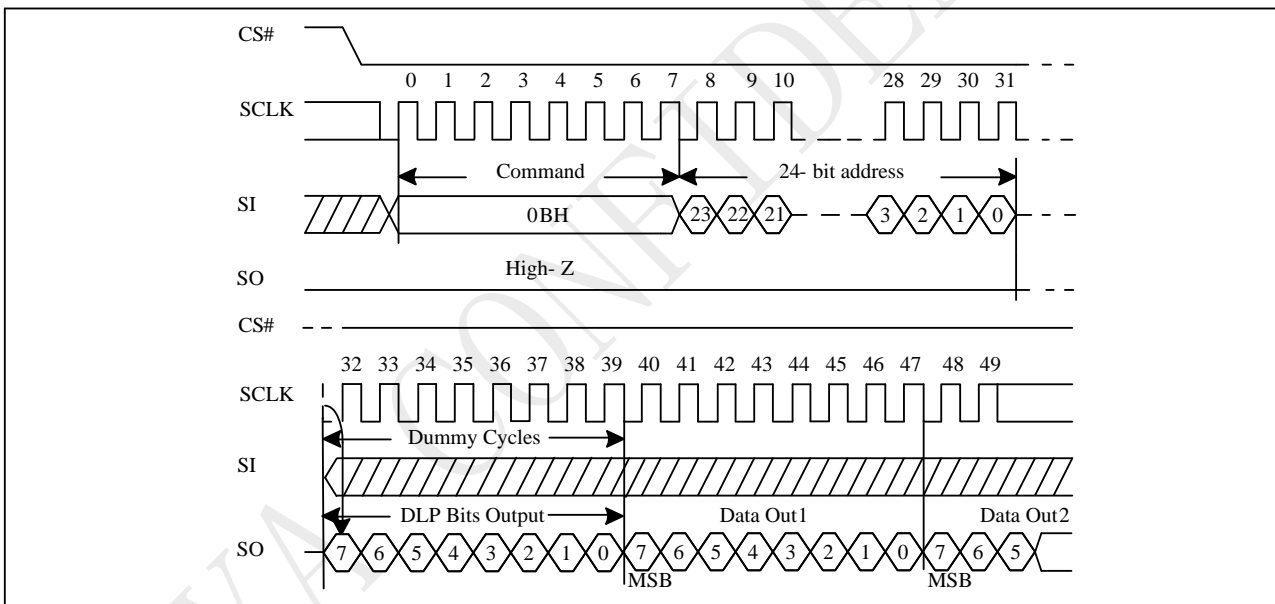 CS#
0 1 2 3 4 5 6 7 8 9 10 28 29 30 31
SCLK
Command 24- bit address
SI 0BH 23 22 21 3 2 1 0
High- Z
SO
CS#
32 33 34 35 36 37 38 39 40 41 42 43 44 45 46 47 48 49
SCLK
Dummy Cycles
SI
DLP Bits Output Data Out1 Data Out2
SO 7 6 5 4 3 2 1 0 7 6 5 4 3 2 1 0 7 6 5
MSB MSB